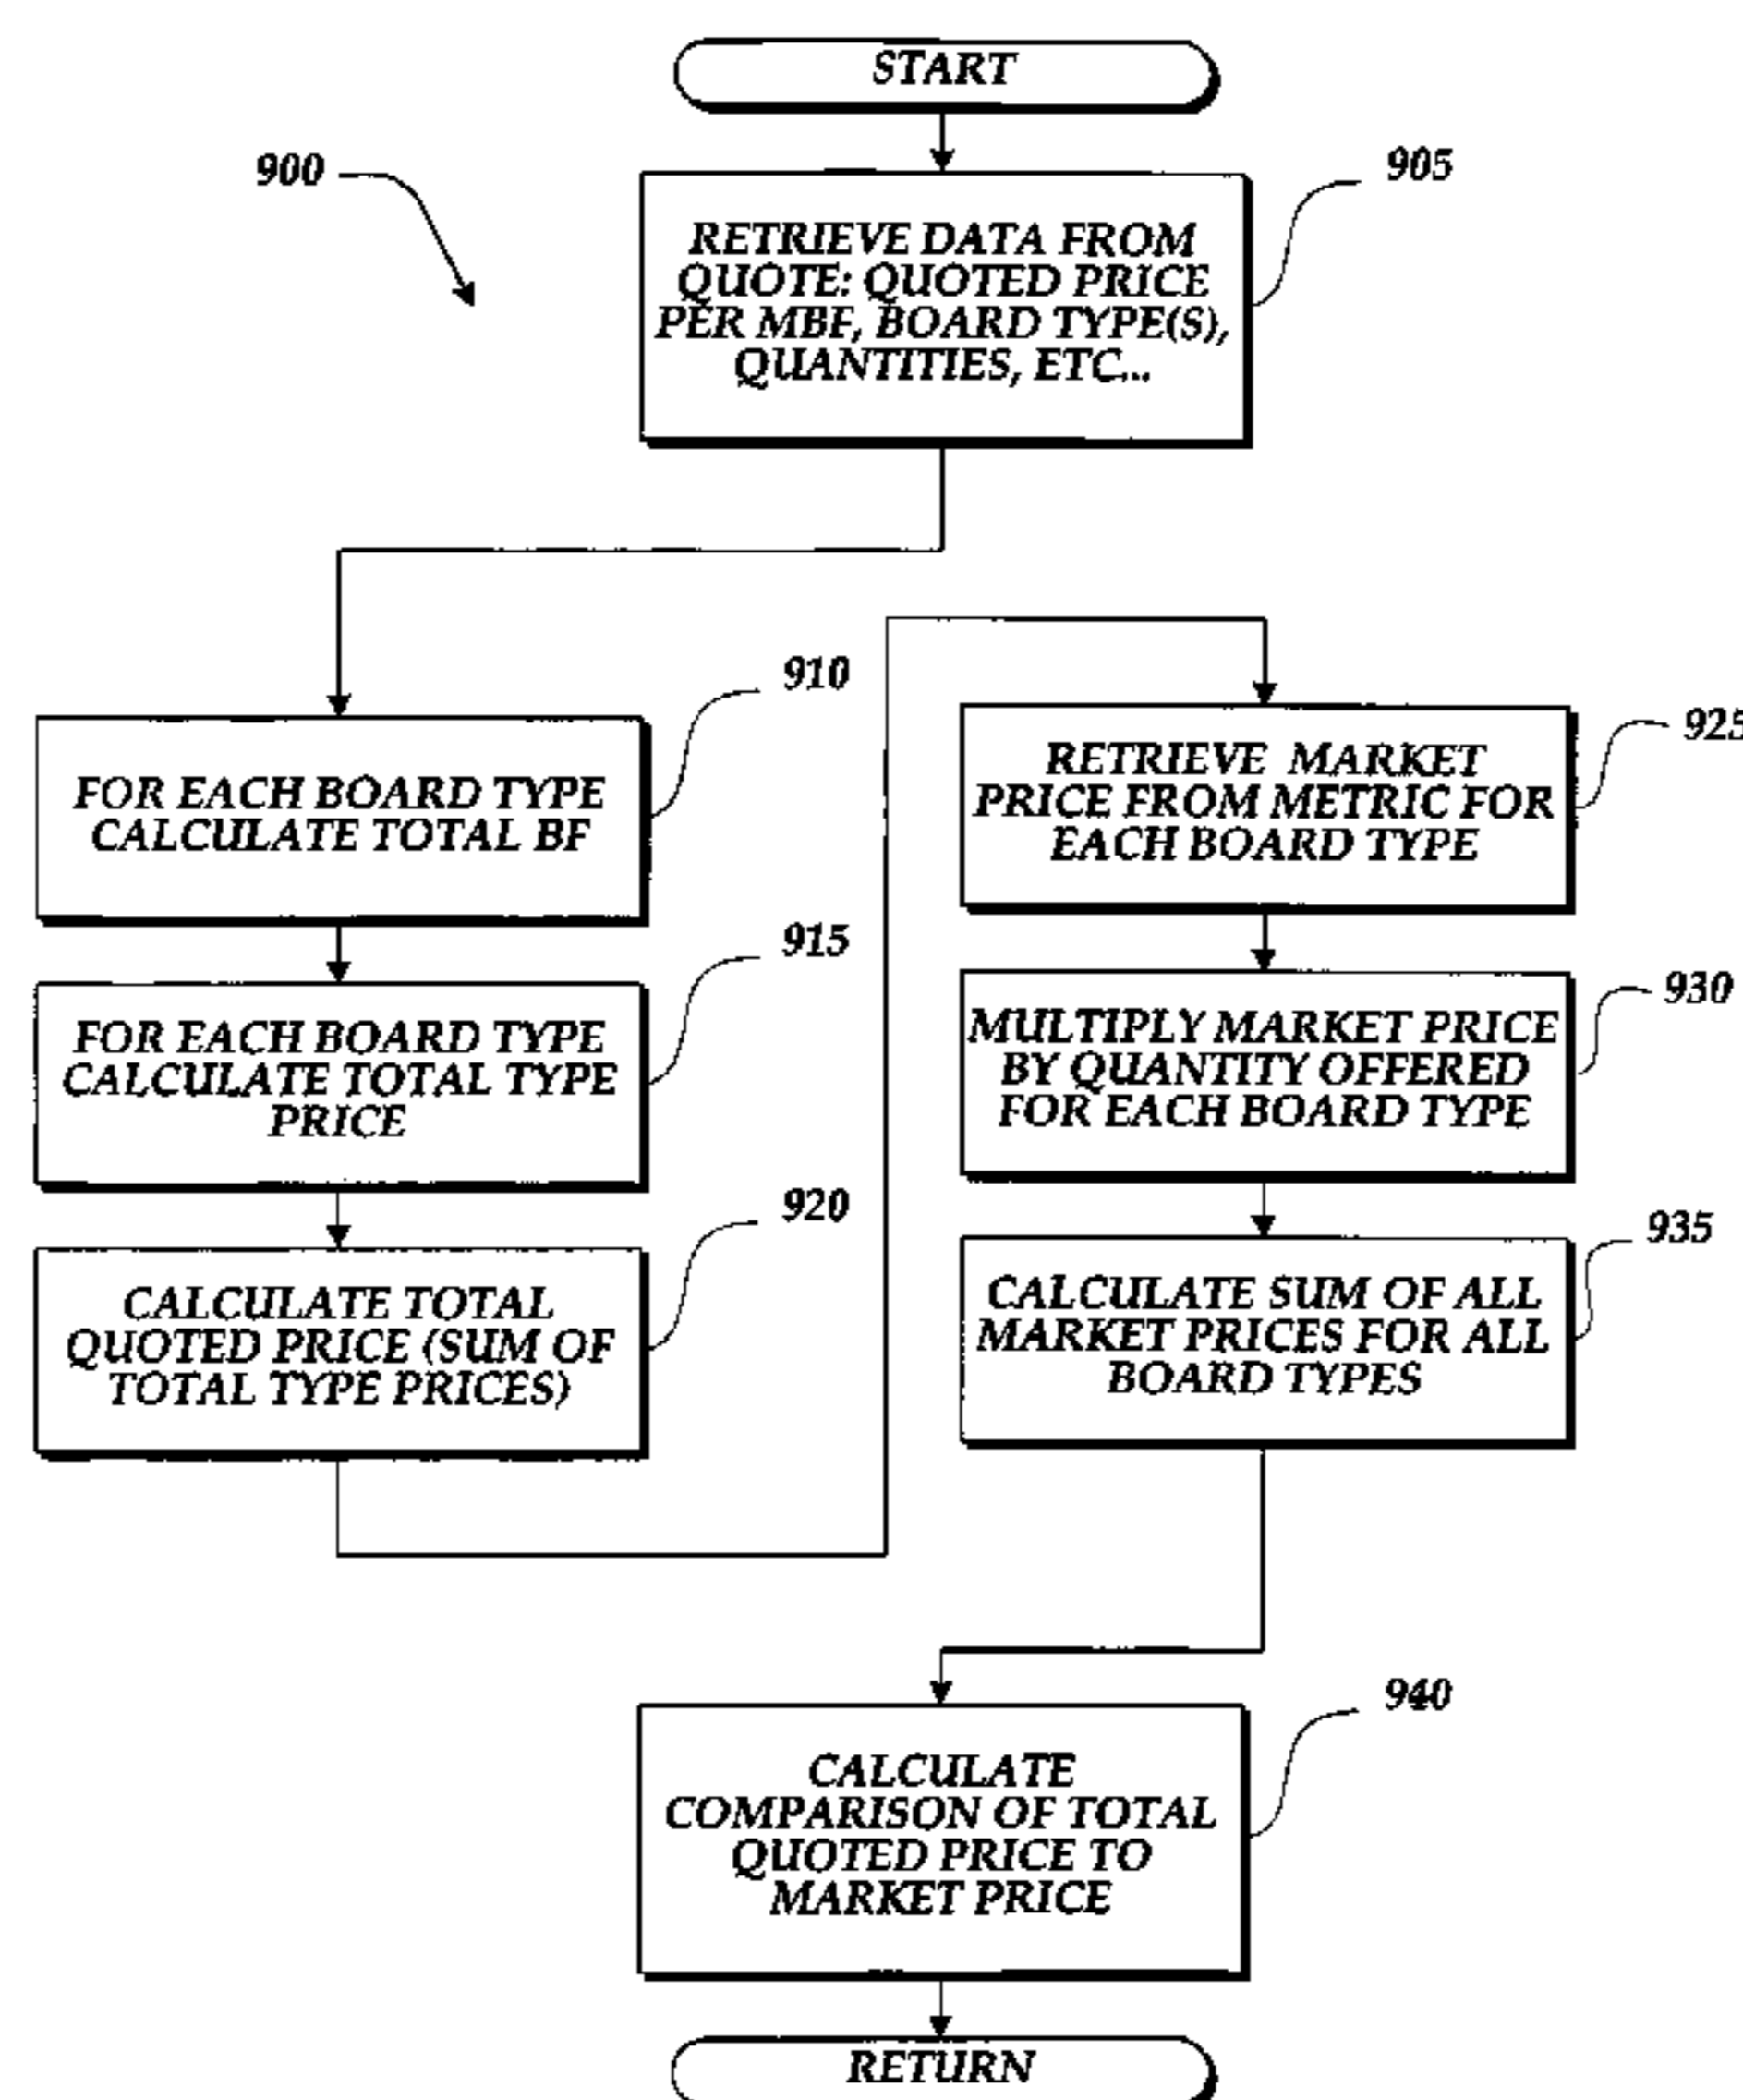 START
900
905
RETRIEVE DATA FROM
QUOTE: QUOTED PRICE
PER MBF, BOARD TYPE(S),
QUANTITIES, ETC...
910
FOR EACH BOARD TYPE
CALCULATE TOTAL BF
915
FOR EACH BOARD TYPE
CALCULATE TOTAL TYPE
PRICE
920
CALCULATE TOTAL
QUOTED PRICE (SUM OF
TOTAL TYPE PRICES)
925
RETRIEVE MARKET
PRICE FROM METRIC FOR
EACH BOARD TYPE
930
MULTIPLY MARKET PRICE
BY QUANTITY OFFERED
FOR EACH BOARD TYPE
935
CALCULATE SUM OF ALL
MARKET PRICES FOR ALL
BOARD TYPES
940
CALCULATE
COMPARISON OF TOTAL
QUOTED PRICE TO
MARKET PRICE
RETURN